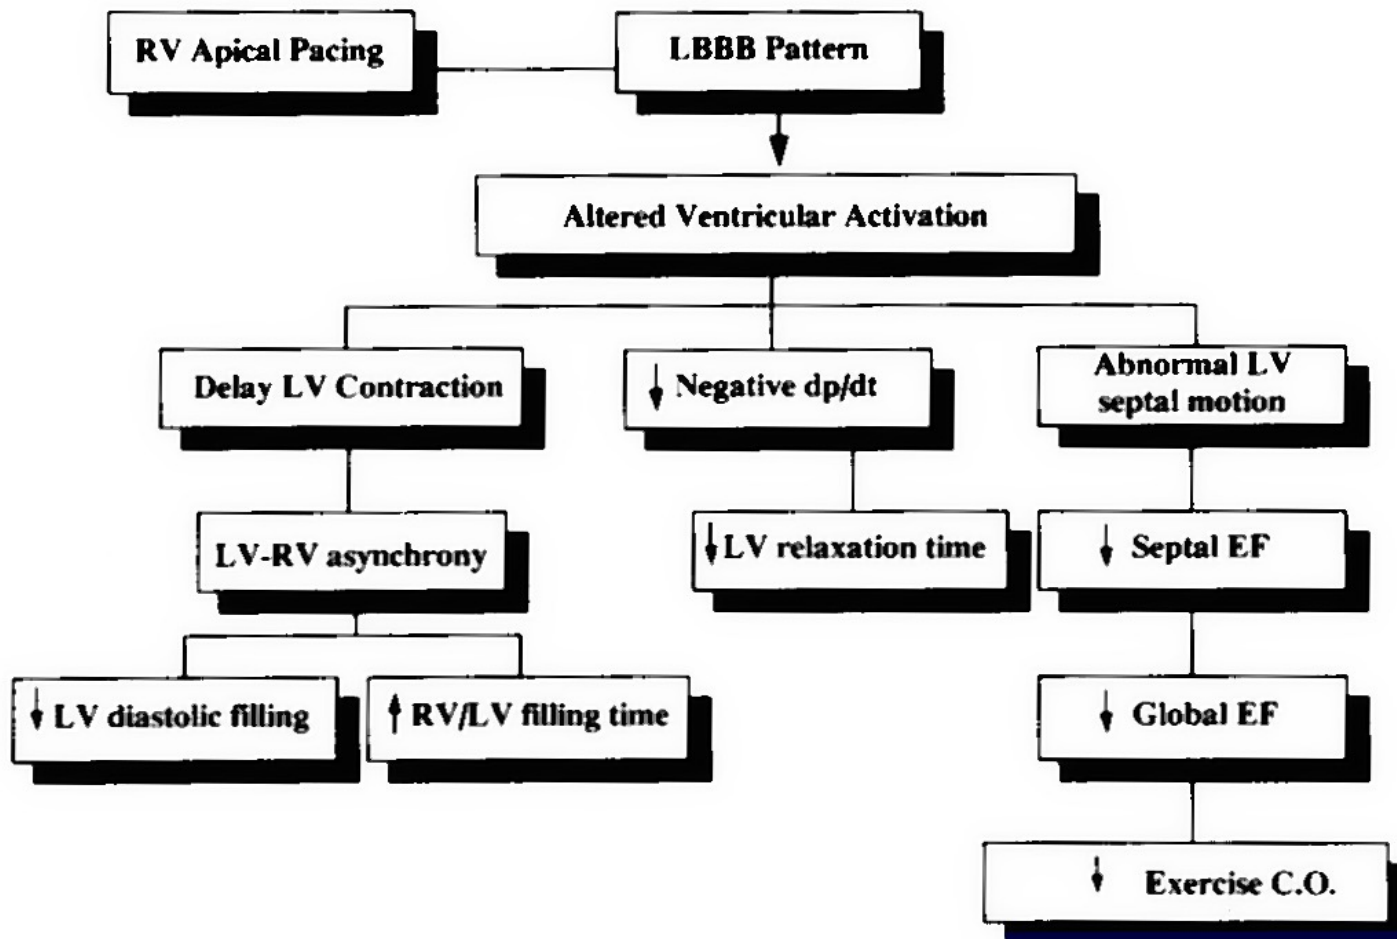 RV Apical Pacing
LBBB Pattern
Altered Ventricular Activation
Delay LV Contraction
↓ Negative dp/dt
Abnormal LV
septal motion
LV-RV asynchrony
↓ LV relaxation time
↓ Septal EF
↓ LV diastolic filling
↑ RV/LV filling time
↓ Global EF
↓ Exercise C.O.